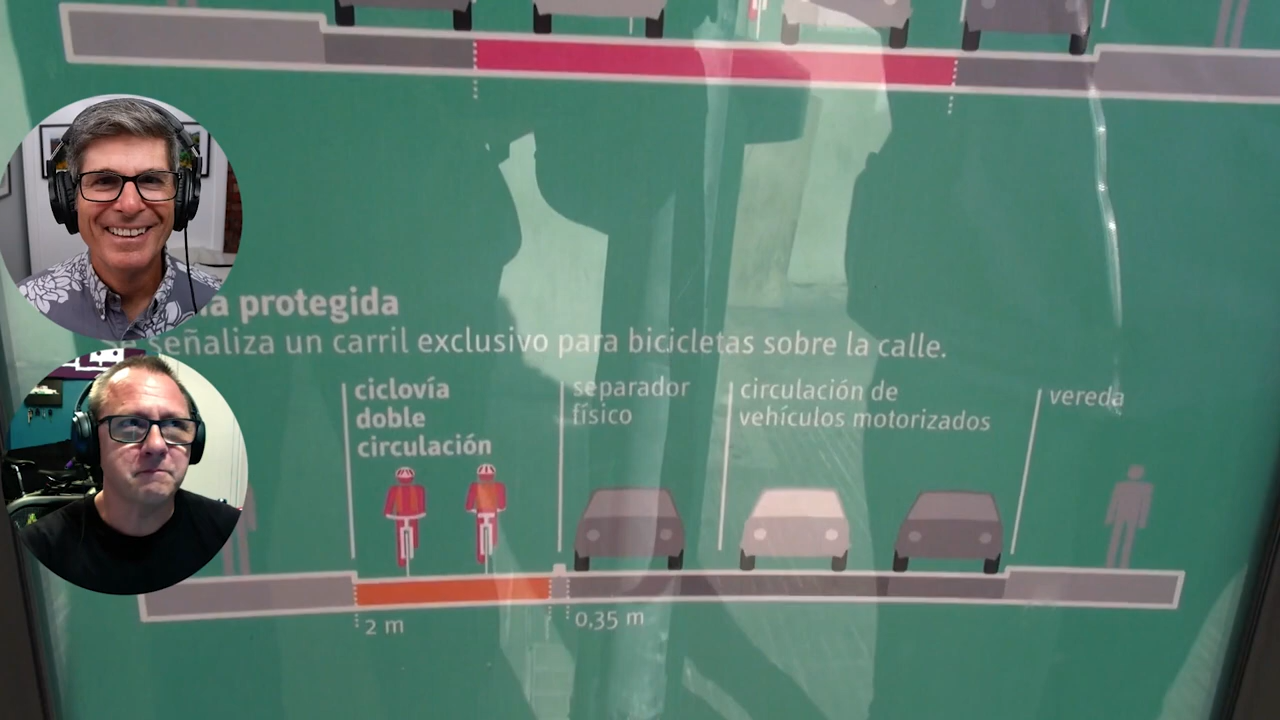 protegida
señaliza un carril exclusivo para bicicletas sobre la calle.
ciclovía
doble
circulación
separador
físico
circulación de
vehículos motorizados
vereda
2 m
0,35 m